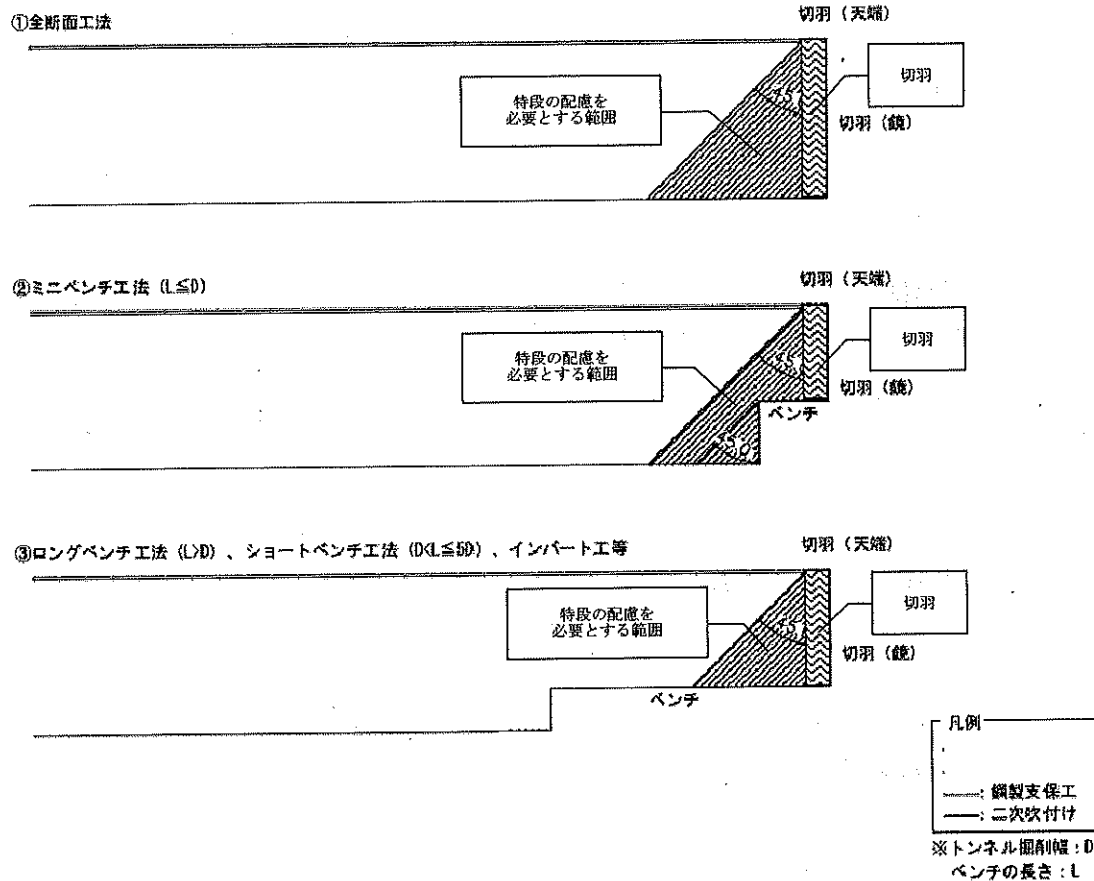 ①全断面工法
切羽（天端）
切羽
特段の配慮を
必要とする範囲
45°
切羽（鏡）
②ミニベンチ工法（L≦D）
切羽（天端）
切羽
特段の配慮を
必要とする範囲
45°
切羽（鏡）
ベンチ
45°
③ロングベンチ工法（L>D）、ショートベンチ工法（D<L≦5D）、インバート工等
切羽（天端）
切羽
特段の配慮を
必要とする範囲
45°
切羽（鏡）
ベンチ
凡例
：鋼製支保工
：二次吹付け
※トンネル掘削幅：D
ベンチの長さ：L